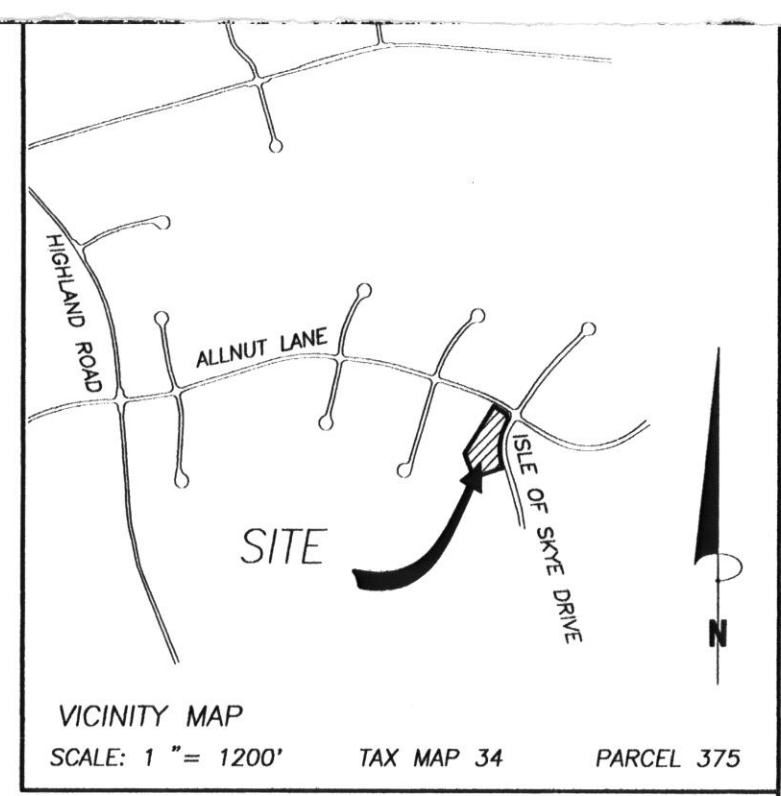 HIGHLAND ROAD
ALLNUT LANE
ISLE OF SKYE DRIVE
SITE
N
VICINITY MAP
SCALE: 1 "= 1200' TAX MAP 34 PARCEL 375